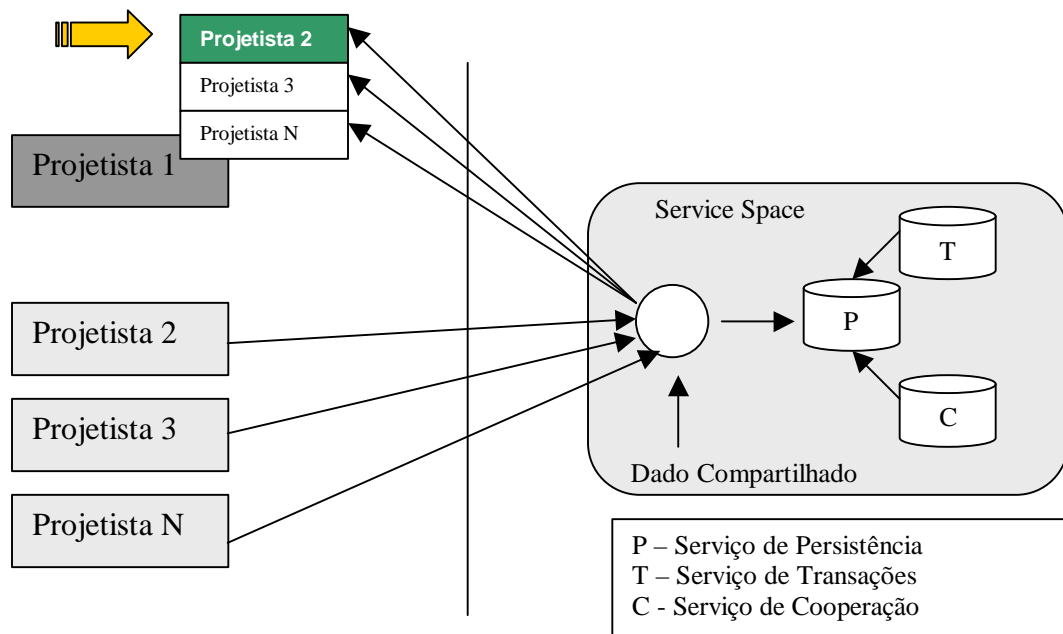 Projetista 2
Projetista 3
Projetista N
Projetista 1
Projetista 2
Projetista 3
Projetista N
Service Space
T
P
C
Dado Compartilhado
P – Serviço de Persistência
T – Serviço de Transações
C - Serviço de Cooperação